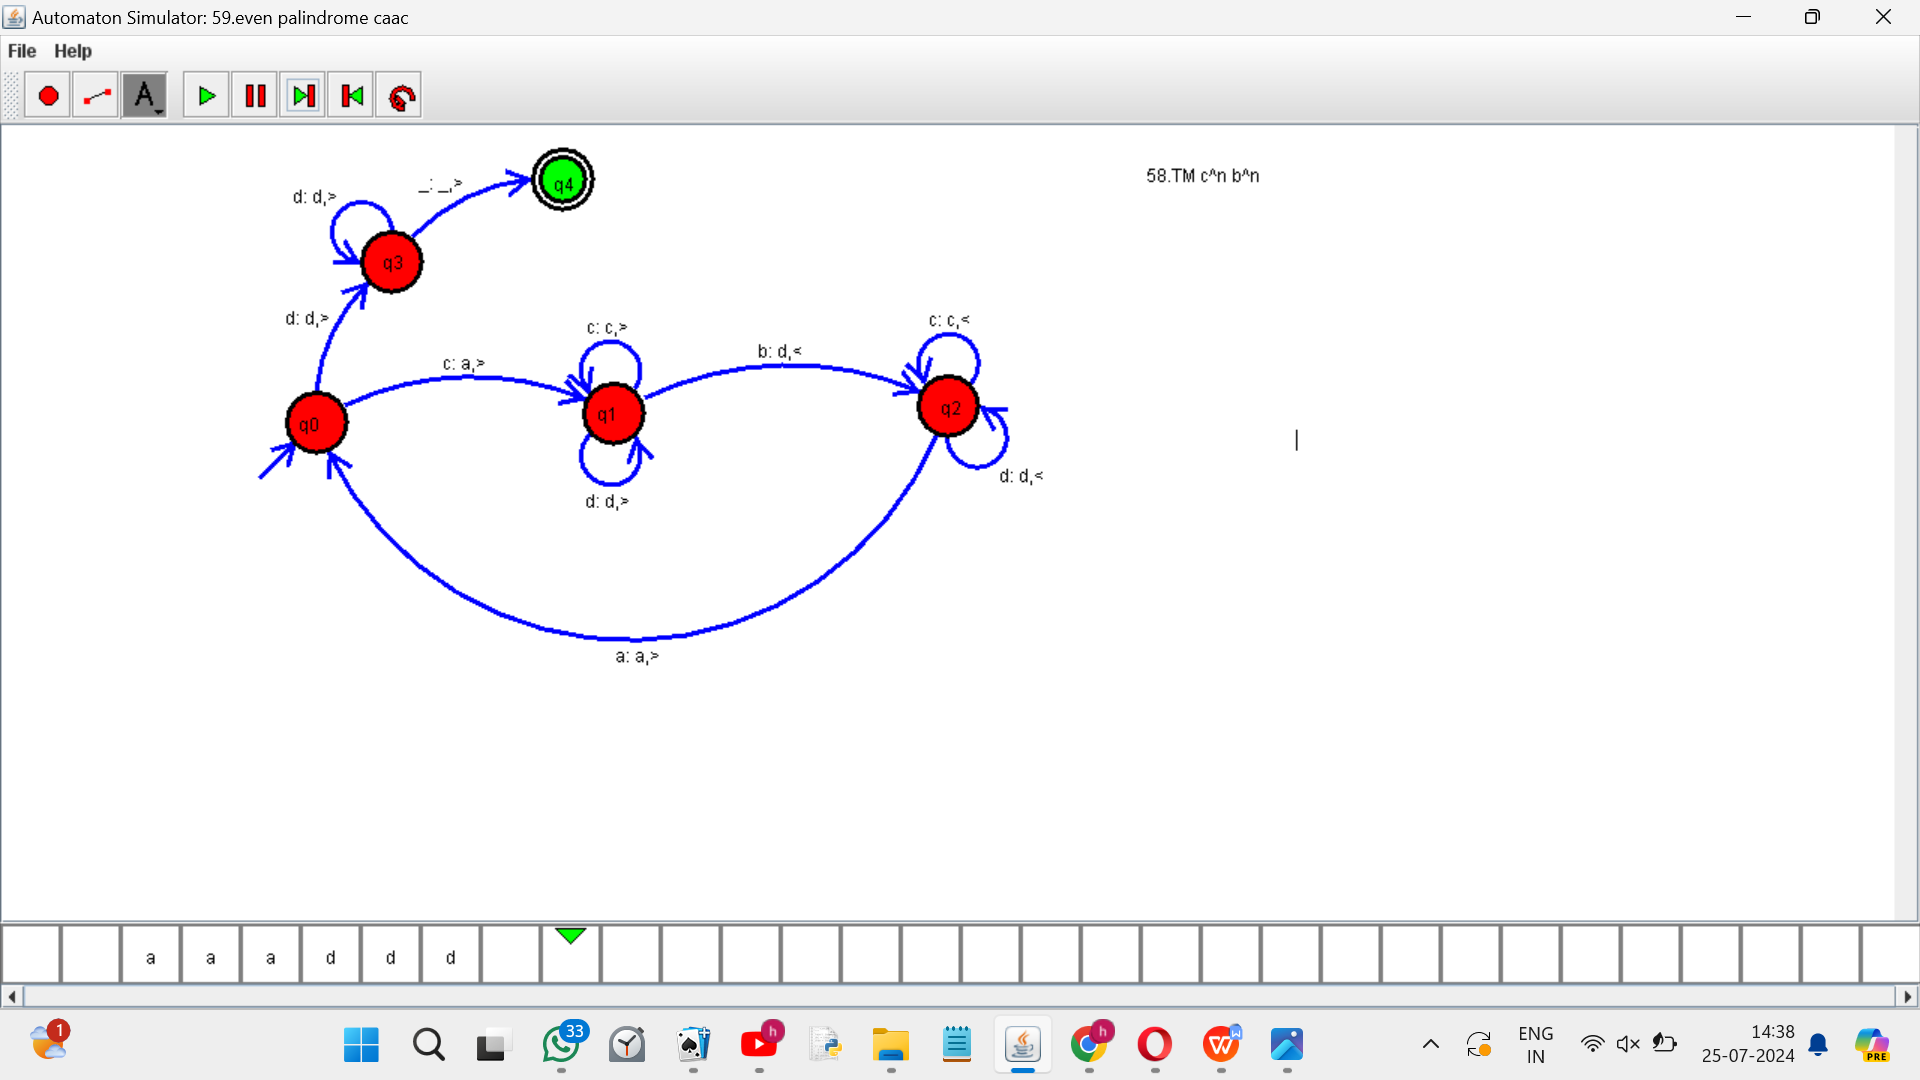 Automaton Simulator: 59.even palindrome caac
File Help
A
58.TM c^n b^n
_: _,>
q4
d: d,>
q3
d: d,>
c: c,>
c: c,<
b: d,<
c: a,>
q0
q1
q2
d: d,>
d: d,<
a: a,>
a a a d d d
1
33
h
h
W
ENG
IN
14:38
25-07-2024
PRE